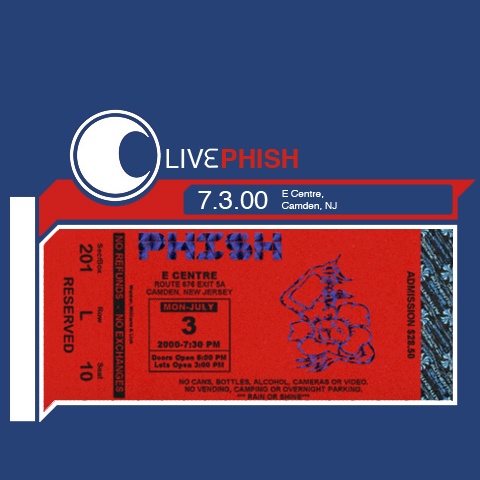 LIVEPHISH
7.3.00
E Centre,
Camden, NJ
PHISH
E CENTRE
ROUTE 676 EXIT 5A
CAMDEN, NEW JERSEY
MON-JULY
3
2000-7:30 PM
Doors Open 6:00 PM
Lots Open 3:00 PM
NO CANS, BOTTLES, ALCOHOL, CAMERAS OR VIDEO.
NO VENDING, CAMPING OR OVERNIGHT PARKING.
*** RAIN OR SHINE***
Sec/Box Row Seat
201 L 10
RESERVED
NO REFUNDS NO EXCHANGES
ADMISSION $28.50